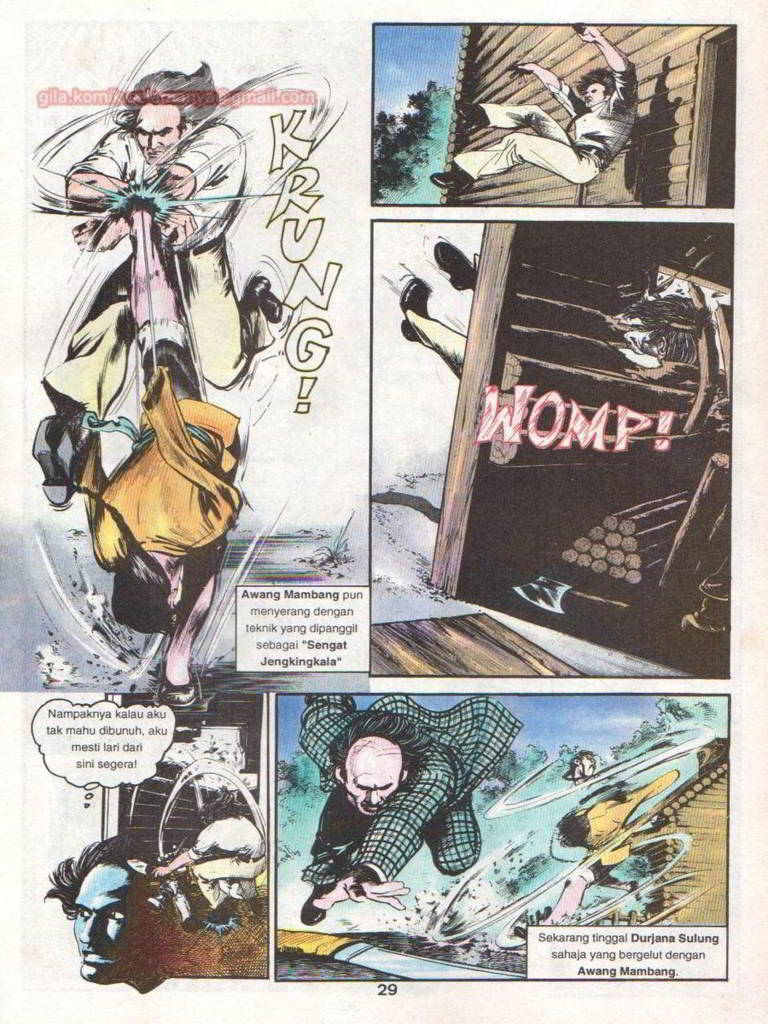 KRUNG!
Awang Mambang pun
menyerang dengan
teknik yang dipanggil
sebagai "Sengat
Jengkingkala"
WOMP!
Nampaknya kalau aku
tak mahu dibunuh, aku
mesti lari dari
sini segera!
Sekarang tinggal Durjana Sulung
sahaja yang bergelut dengan
Awang Mambang.
29